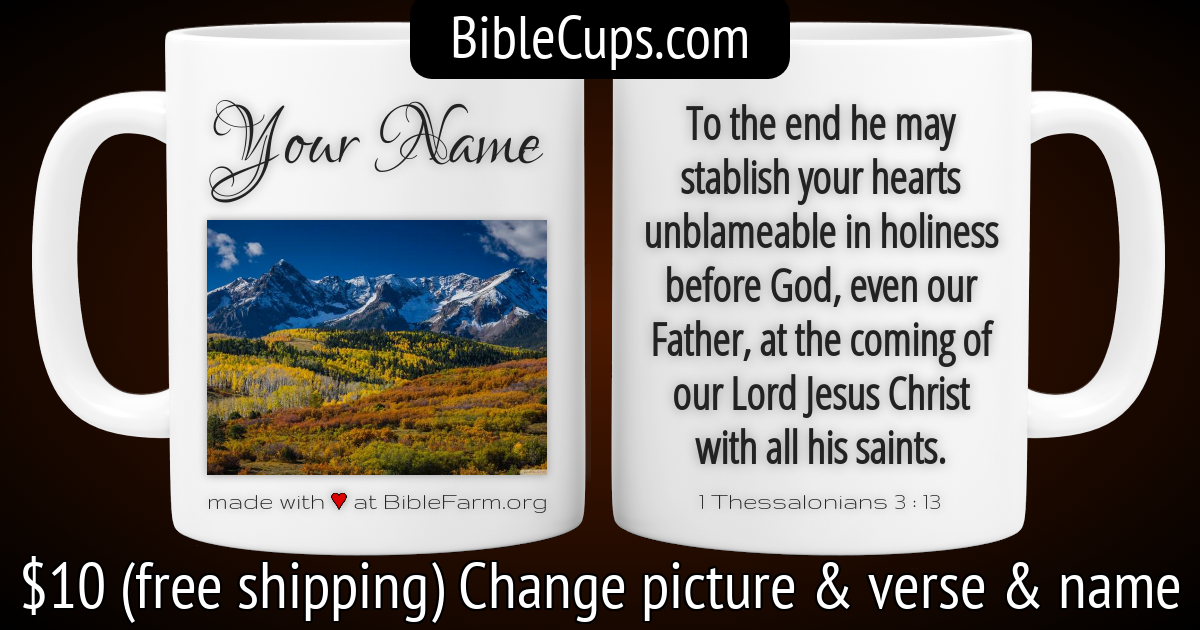 BibleCups.com
Your Name
made with ♥ at BibleFarm.org
To the end he may
stablish your hearts
unblameable in holiness
before God, even our
Father, at the coming of
our Lord Jesus Christ
with all his saints.
1 Thessalonians 3 : 13
$10 (free shipping) Change picture & verse & name